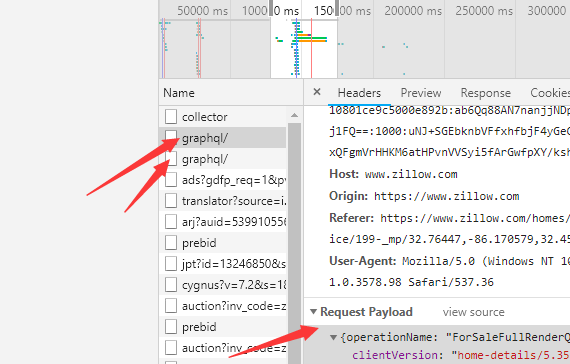 50000 ms
0 ms
1500
200000 ms
250000 ms
300000
Name
collector
graphql/
graphql/
ads?gdfp_req=1&pv
translator?source=i.
arj?auid=539910556
prebid
jpt?id=13246850&s
cygnus?v=7.2&s=18
auction?inv_code=z
prebid
auction?inv_code=z
× Headers Preview Response Cookies
10801ce9c5000e892b:ab6Qq88AN7nanjjNDp
j1FQ==:1000:uNJ+SGEbknbVFfxhfbjF4yGeG
xQFgmVrHHKM6atHPvnVVSyi5fArGwfpXY/ksh
Host: www.zillow.com
Origin: https://www.zillow.com
Referer: https://www.zillow.com/homes/
ice/199-_mp/32.76447,-86.170579,32.45
User-Agent: Mozilla/5.0 (Windows NT 10
1.0.3578.98 Safari/537.36
▼ Request Payload view source
▼ {operationName: "ForSaleFullRenderQ
clientVersion: "home-details/5.35